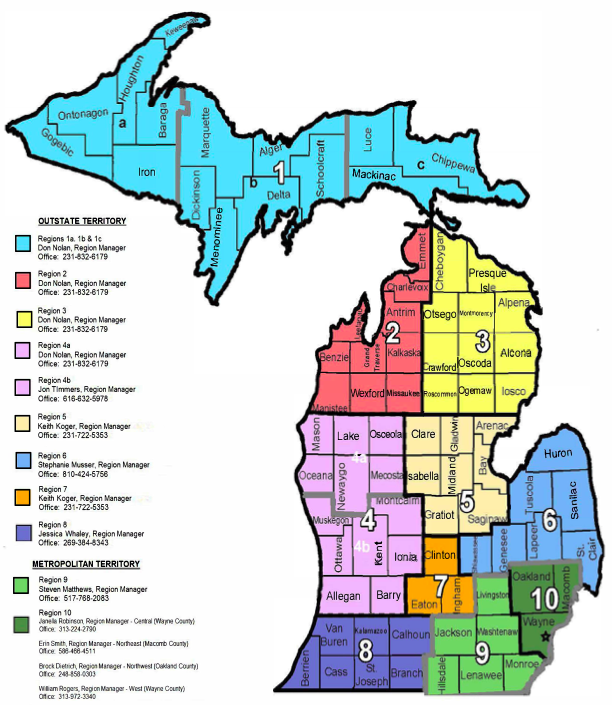 Keweenaw
Houghton
Ontonagon
a
Baraga
Gogebic
Iron
Marquette
Alger
Luce
Schoolcraft
1
b
c
Chippewa
Mackinac
Dickinson
Delta
Menominee
OUTSTATE TERRITORY
Regions 1a, 1b & 1c
Don Nolan, Region Manager
Office: 231-832-6179
Region 2
Don Nolan, Region Manager
Office: 231-832-6179
Region 3
Don Nolan, Region Manager
Office: 231-832-6179
Region 4a
Don Nolan, Region Manager
Office: 231-832-6179
Region 4b
Jon TImmers, Region Manager
Office: 616-632-5978
Region 5
Keith Koger, Region Manager
Office: 231-722-5353
Region 6
Stephanie Musser, Region Manager
Office: 810-424-5756
Region 7
Keith Koger, Region Manager
Office: 231-722-5353
Region 8
Jessica Whaley, Region Manager
Office: 269-384-8343
METROPOLITAN TERRITORY
Region 9
Steven Matthews, Region Manager
Office: 517-768-2083
Region 10
Janella Robinson, Region Manager - Central (Wayne County)
Office: 313-224-2790
Erin Smith, Region Manager - Northeast (Macomb County)
Office: 586-466-4511
Brock Dietrich, Region Manager - Northwest (Oakland County)
Office: 248-858-0303
William Rogers, Region Manager - West (Wayne County)
Office: 313-972-3340
Emmet
Cheboygan
Presque
Isle
Charlevoix
Antrim
Otsego
Montmorency
Alpena
Leelanau
2
3
Benzie
Grand
Traverse
Kalkaska
Crawford
Oscoda
Alcona
Manistee
Wexford
Missaukee
Roscommon
Ogemaw
Iosco
Mason
Lake
Osceola
Clare
Gladwin
Arenac
4a
Oceana
Newaygo
Mecosta
Isabella
Midland
Bay
Huron
Montcalm
Gratiot
5
Saginaw
Tuscola
Sanilac
Muskegon
4
4b
Ottawa
Kent
Ionia
Clinton
Shiawassee
Genesee
Lapeer
6
St.
Clair
Allegan
Barry
Eaton
7
Ingham
Livingston
Oakland
Macomb
10
Van
Buren
Kalamazoo
Calhoun
Jackson
Washtenaw
Wayne
8
9
Berrien
Cass
St.
Joseph
Branch
Hillsdale
Lenawee
Monroe